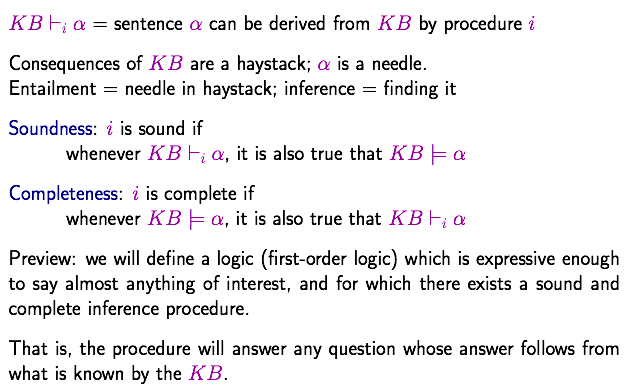 KB ⊢i α = sentence α can be derived from KB by procedure i
Consequences of KB are a haystack; α is a needle.
Entailment = needle in haystack; inference = finding it
Soundness: i is sound if
whenever KB ⊢i α, it is also true that KB ⊨ α
Completeness: i is complete if
whenever KB ⊨ α, it is also true that KB ⊢i α
Preview: we will define a logic (first-order logic) which is expressive enough
to say almost anything of interest, and for which there exists a sound and
complete inference procedure.
That is, the procedure will answer any question whose answer follows from
what is known by the KB.